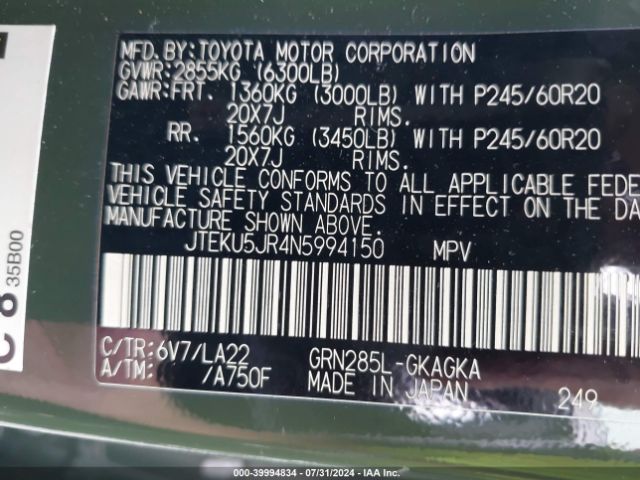 MFD.BY:TOYOTA MOTOR CORPORATION
GVWR:2855KG (6300LB)
GAWR:FRT. 1360KG (3000LB) WITH P245/60R20
20X7J RIMS.
RR. 1560KG (3450LB) WITH P245/60R20
20X7J RIMS.
THIS VEHICLE CONFORMS TO ALL APPLICABLE FEDE
VEHICLE SAFETY STANDARDS IN EFFECT ON THE DA
MANUFACTURE SHOWN ABOVE.
JTEKU5JR4N5994150 MPV
C/TR:6V7/LA22 GRN285L-GKAGKA
A/TM: /A750F MADE IN JAPAN 249
C8
35B00
000-39994834 / 07/31/2024 - IAA Inc.